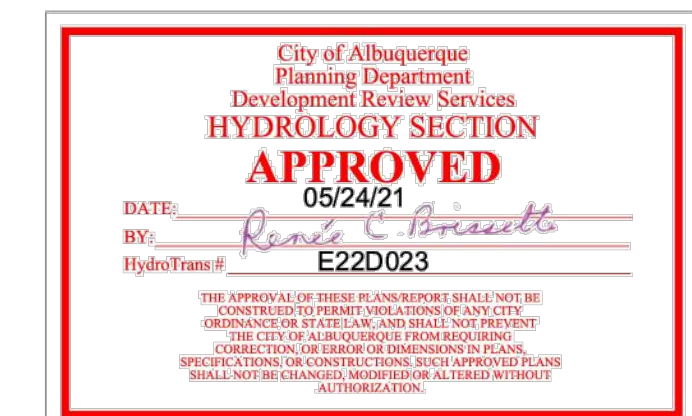 City of Albuquerque
Planning Department
Development Review Services
HYDROLOGY SECTION
APPROVED
DATE: 05/24/21
BY: Renée C. Brissette
HydroTrans # E22D023
THE APPROVAL OF THESE PLANS/REPORT SHALL NOT BE
CONSTRUED TO PERMIT VIOLATIONS OF ANY CITY
ORDINANCE OR STATE LAW, AND SHALL NOT PREVENT
THE CITY OF ALBUQUERQUE FROM REQUIRING
CORRECTION, OR ERROR OR DIMENSIONS IN PLANS,
SPECIFICATIONS, OR CONSTRUCTIONS. SUCH APPROVED PLANS
SHALL NOT BE CHANGED, MODIFIED OR ALTERED WITHOUT
AUTHORIZATION.